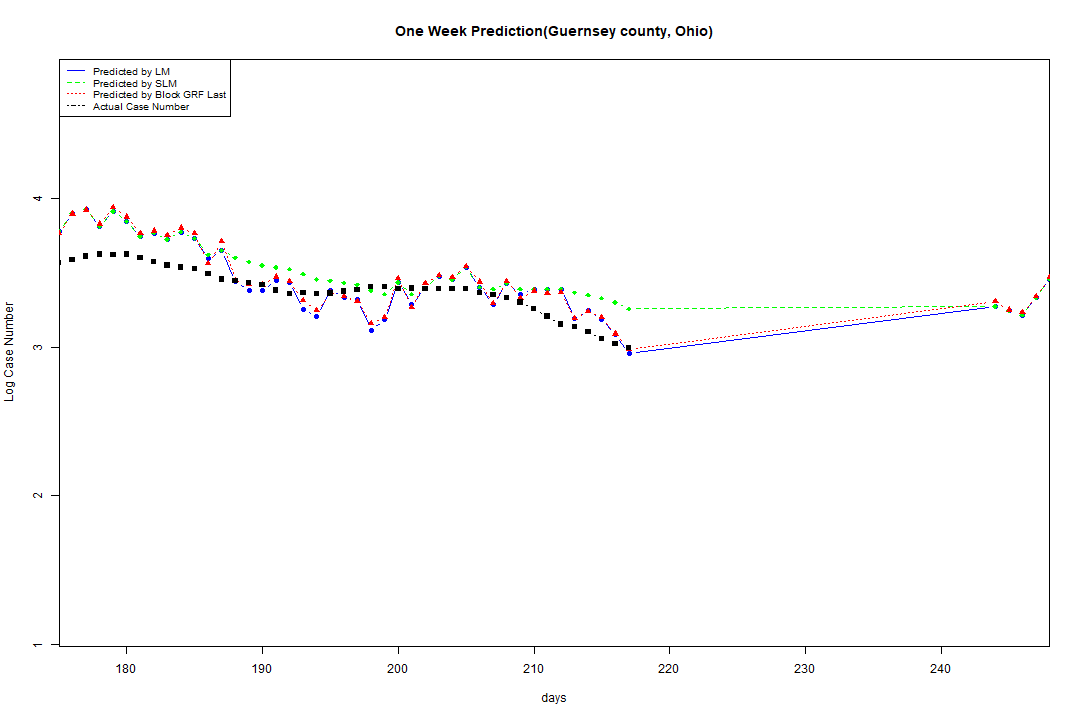 One Week Prediction(Guernsey county, Ohio)
Predicted by LM
Predicted by SLM
Predicted by Block GRF Last
Actual Case Number
Log Case Number
4
3
2
1
180 190 200 210 220 230 240
days